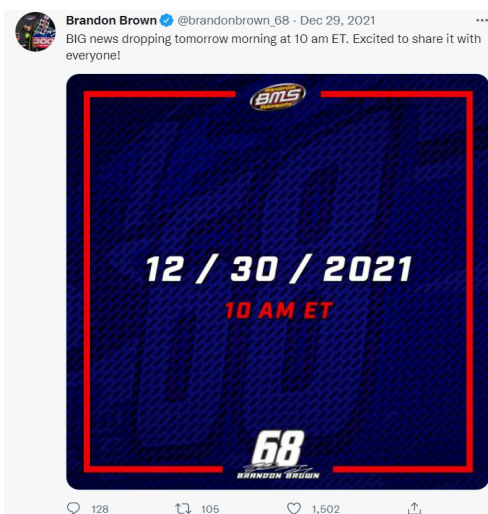 Brandon Brown @brandonbrown_68 · Dec 29, 2021
BIG news dropping tomorrow morning at 10 am ET. Excited to share it with
everyone!
BMS
12 / 30 / 2021
10 AM ET
68
BRANDON BROWN
128 105 1,502